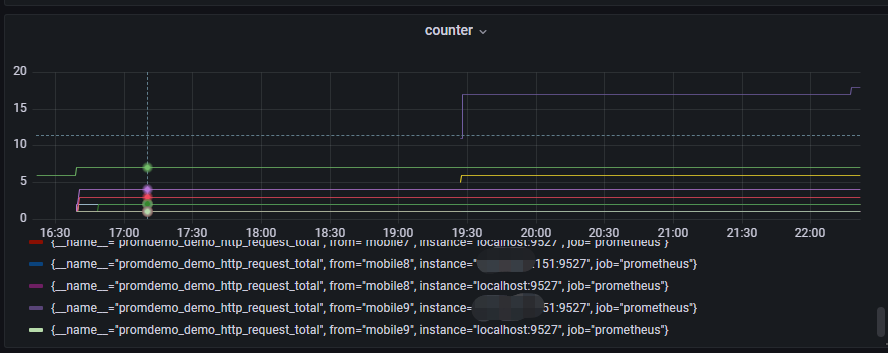 counter
20
15
10
5
0
16:30 17:00 17:30 18:00 18:30 19:00 19:30 20:00 20:30 21:00 21:30 22:00
{__name__="promdemo_demo_http_request_total", from="mobile7", instance="localhost:9527", job="prometheus"}
{__name__="promdemo_demo_http_request_total", from="mobile8", instance=" .151:9527", job="prometheus"}
{__name__="promdemo_demo_http_request_total", from="mobile8", instance="localhost:9527", job="prometheus"}
{__name__="promdemo_demo_http_request_total", from="mobile9", instance=" 151:9527", job="prometheus"}
{__name__="promdemo_demo_http_request_total", from="mobile9", instance="localhost:9527", job="prometheus"}